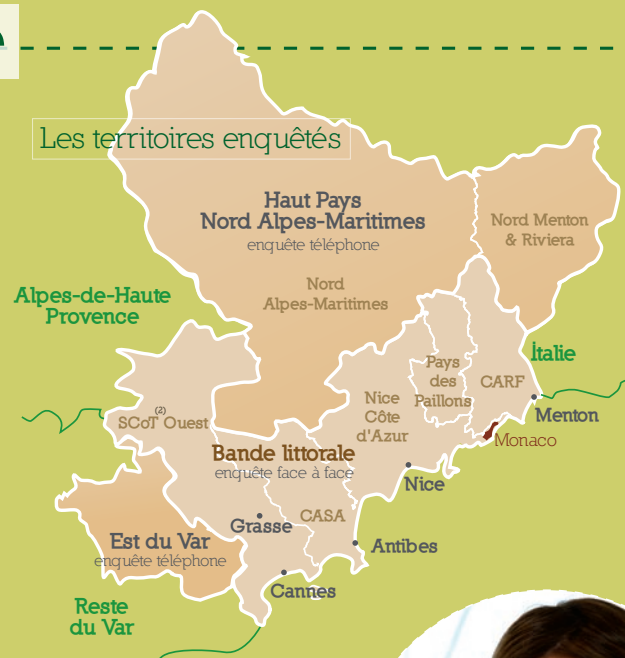 Les territoires enquêtés
Haut Pays
Nord Alpes-Maritimes
enquête téléphone
Nord Menton
& Riviera
Nord
Alpes-Maritimes
Alpes-de-Haute
Provence
Italie
Pays
des
Paillons
CARF
Nice
Côte
d'Azur
Menton
Monaco
(2)
SCoT Ouest
Bande littorale
enquête face à face
Nice
Grasse
CASA
Est du Var
enquête téléphone
Antibes
Cannes
Reste
du Var